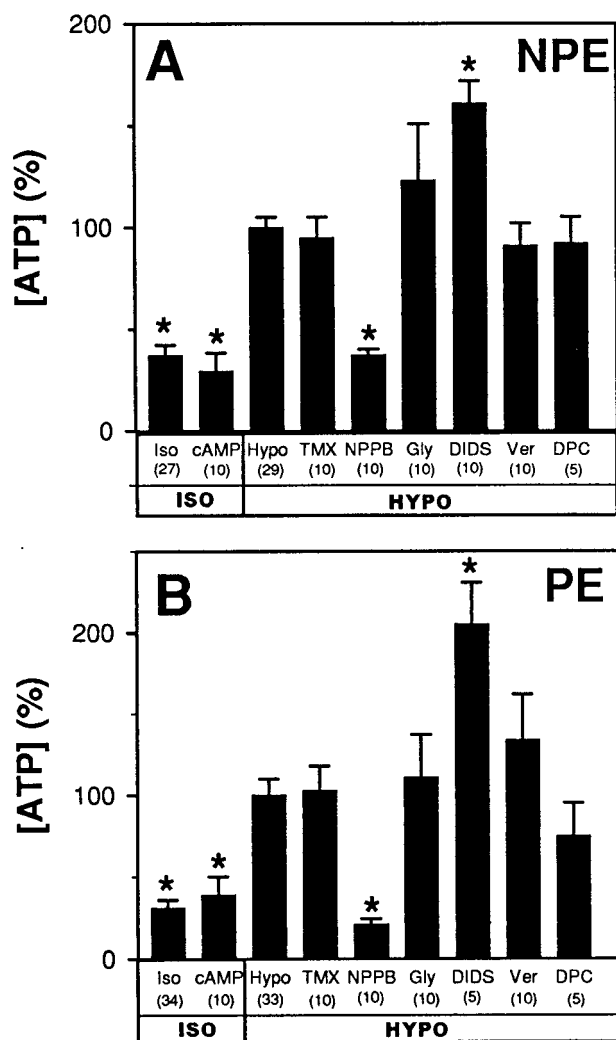 A
NPE
[ATP] (%)
200
100
0
* * * *
Iso cAMP Hypo TMX NPPB Gly DIDS Ver DPC
(27) (10) (29) (10) (10) (10) (10) (10) (5)
ISO HYPO
B
PE
[ATP] (%)
200
100
0
* * * *
Iso cAMP Hypo TMX NPPB Gly DIDS Ver DPC
(34) (10) (33) (10) (10) (10) (5) (10) (5)
ISO HYPO